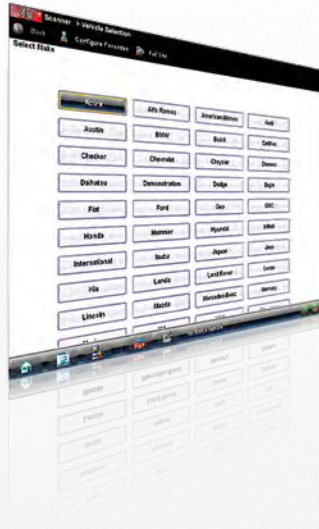 Scanner > Vehicle Selection
Back Configure Favorites Full List
Select Make
Acura Alfa Romeo American Motors Audi
Austin BMW Buick Cadillac
Checker Chevrolet Chrysler Daewoo
Daihatsu Demonstration Dodge Eagle
Fiat Ford Geo GMC
Honda Hummer Hyundai Infiniti
International Isuzu Jaguar Jeep
Kia Lancia Land Rover Lexus
Lincoln Mazda Mercedes-Benz Mercury